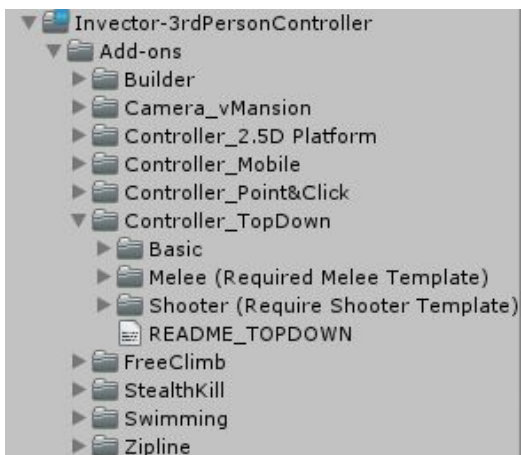 Invector-3rdPersonController
Add-ons
Builder
Camera_vMansion
Controller_2.5D Platform
Controller_Mobile
Controller_Point&Click
Controller_TopDown
Basic
Melee (Required Melee Template)
Shooter (Require Shooter Template)
README_TOPDOWN
FreeClimb
StealthKill
Swimming
Zipline